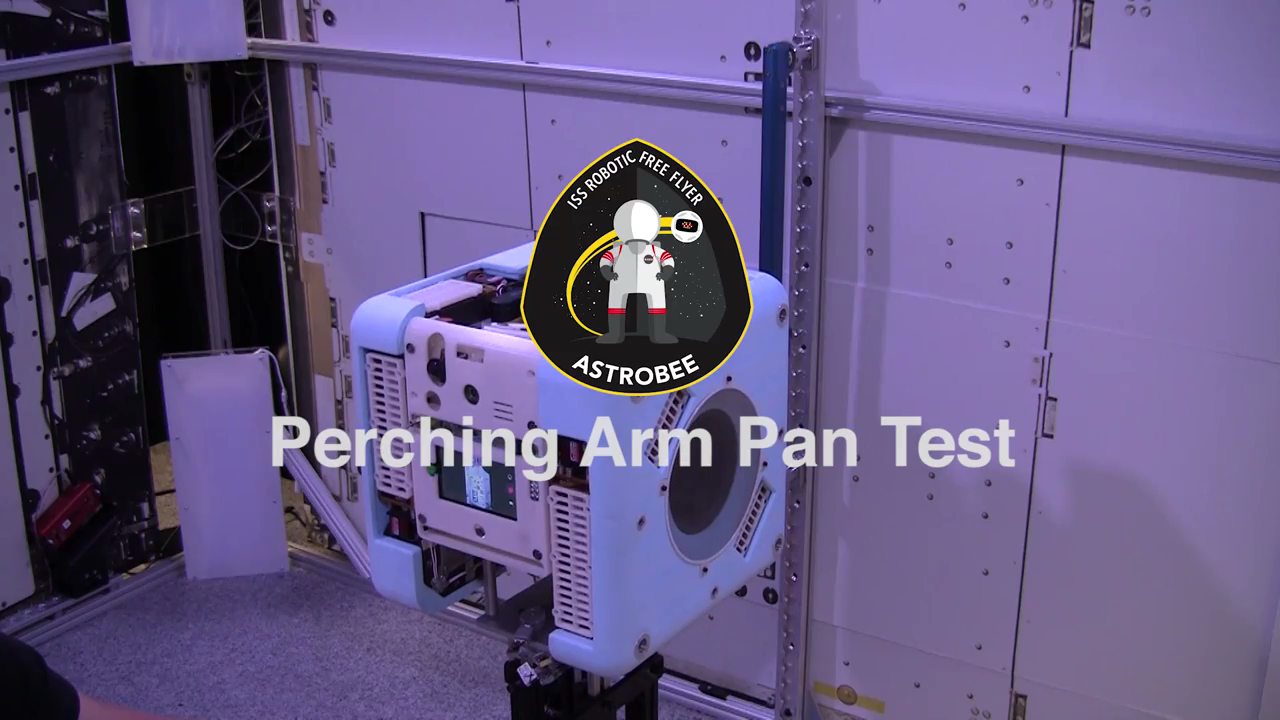 ISS ROBOTIC FREE FLYER
ASTROBEE
Perching Arm Pan Test